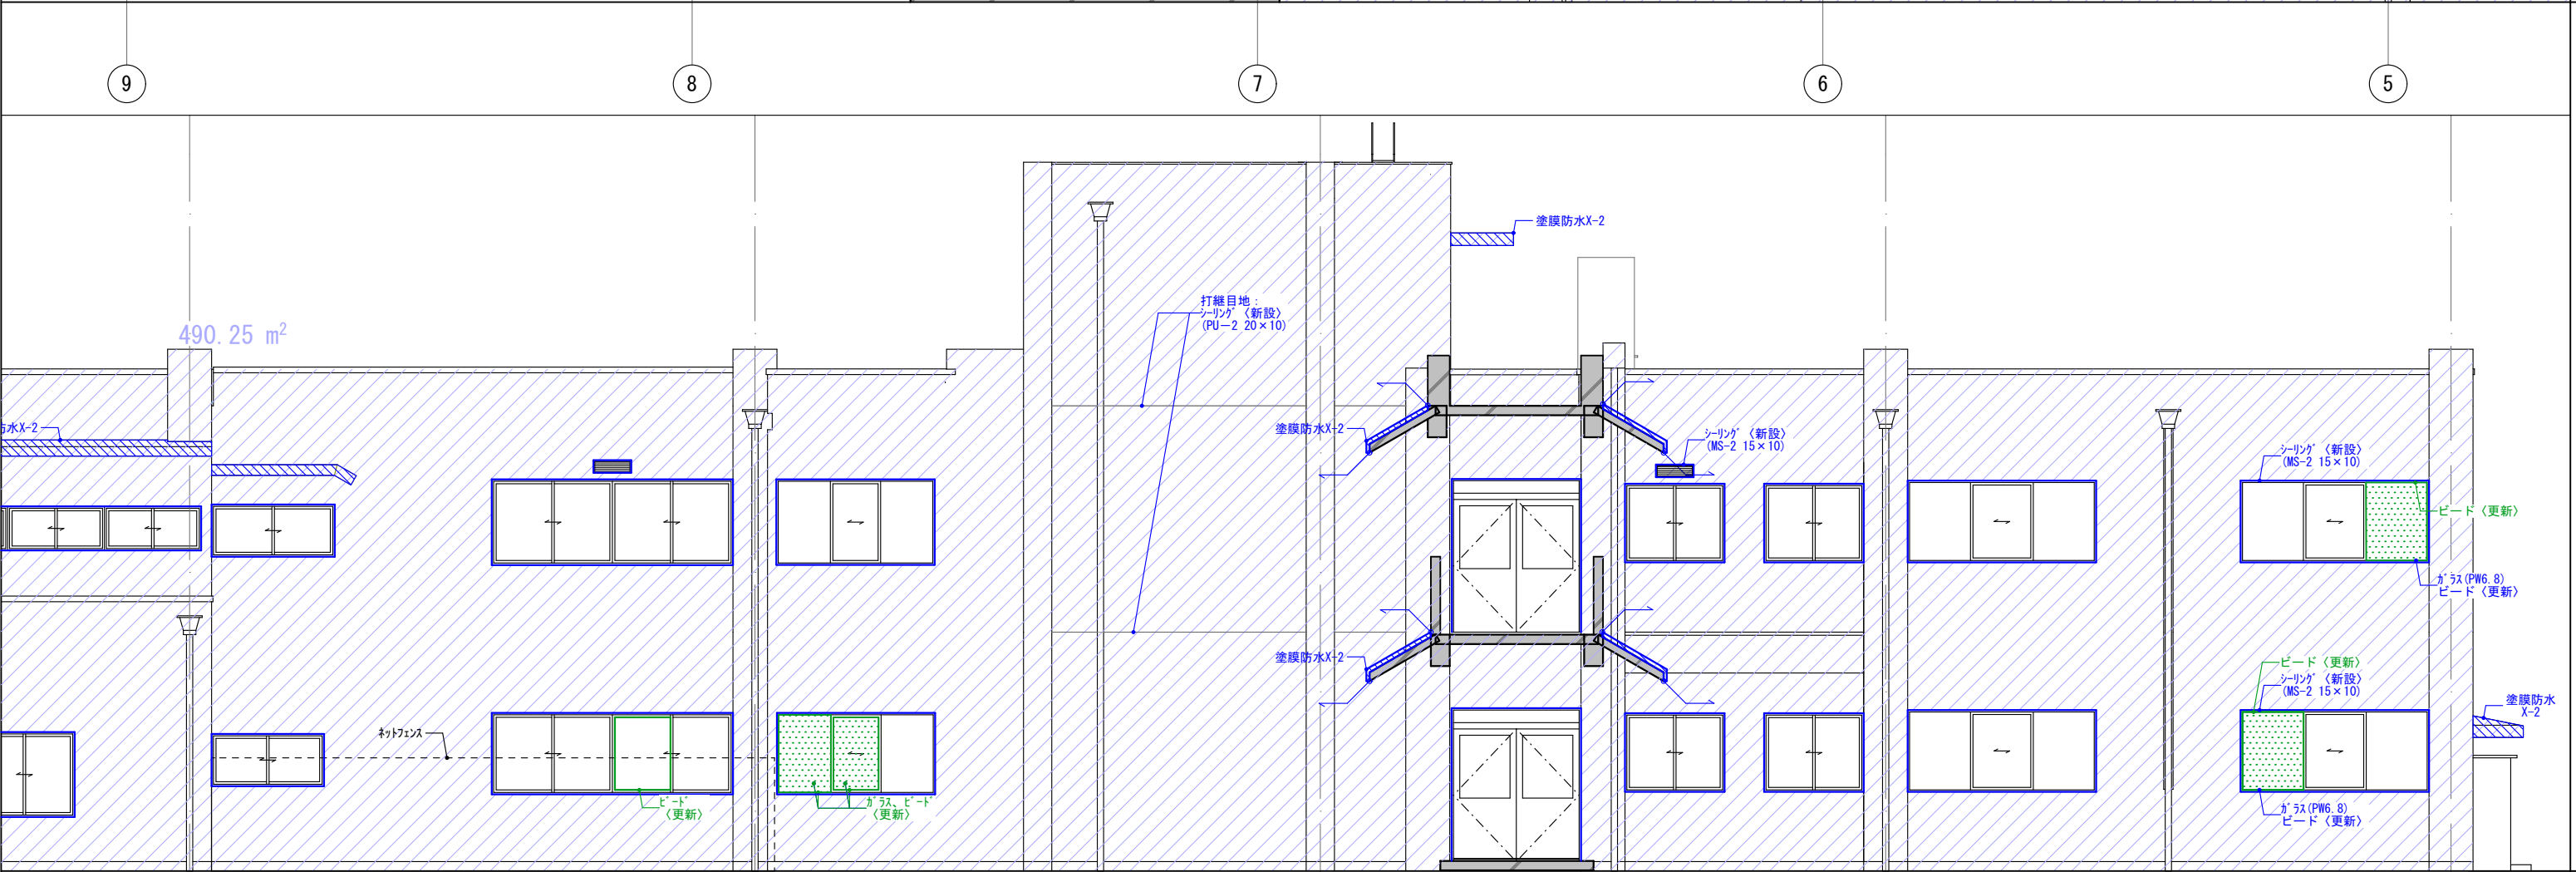 9
8
7
6
5
塗膜防水X-2
打継目地：
ｼｰﾘﾝｸﾞ〈新設〉
(PU－2 20×10)
490.25 m²
防水X-2
塗膜防水X-2
ｼｰﾘﾝｸﾞ〈新設〉
(MS-2 15×10)
ｼｰﾘﾝｸﾞ〈新設〉
(MS-2 15×10)
ビード〈更新〉
ｶﾞﾗｽ(PW6.8)
ビード〈更新〉
塗膜防水X-2
ビード〈更新〉
ｼｰﾘﾝｸﾞ〈新設〉
(MS-2 15×10)
塗膜防水
X-2
ﾈｯﾄﾌｪﾝｽ
ﾋﾞｰﾄﾞ
〈更新〉
ｶﾞﾗｽ、ﾋﾞｰﾄﾞ
〈更新〉
ｶﾞﾗｽ(PW6.8)
ビード〈更新〉